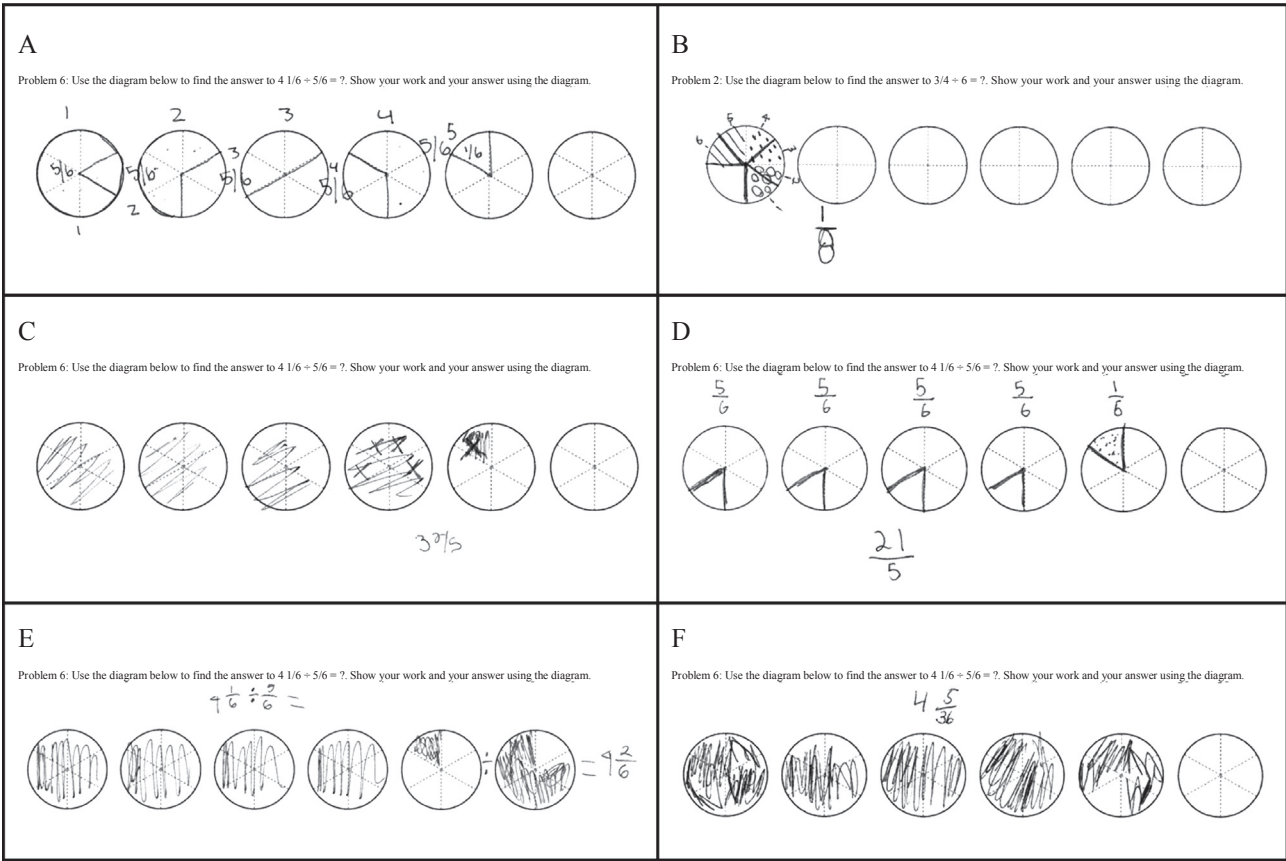 A
Problem 6: Use the diagram below to find the answer to 4 1/6 ÷ 5/6 = ?. Show your work and your answer using the diagram.
1 2 3 4 5
5/6 5/6 5/6 5/6 5/6 1/6
1 2 3 4
B
Problem 2: Use the diagram below to find the answer to 3/4 ÷ 6 = ?. Show your work and your answer using the diagram.
6 5 4
1/8
C
Problem 6: Use the diagram below to find the answer to 4 1/6 ÷ 5/6 = ?. Show your work and your answer using the diagram.
3 2/5
D
Problem 6: Use the diagram below to find the answer to 4 1/6 ÷ 5/6 = ?. Show your work and your answer using the diagram.
5/6 5/6 5/6 5/6 1/6
21/5
E
Problem 6: Use the diagram below to find the answer to 4 1/6 ÷ 5/6 = ?. Show your work and your answer using the diagram.
4 1/6 ÷ 5/6 =
÷ = 4 2/6
F
Problem 6: Use the diagram below to find the answer to 4 1/6 ÷ 5/6 = ?. Show your work and your answer using the diagram.
4 5/36